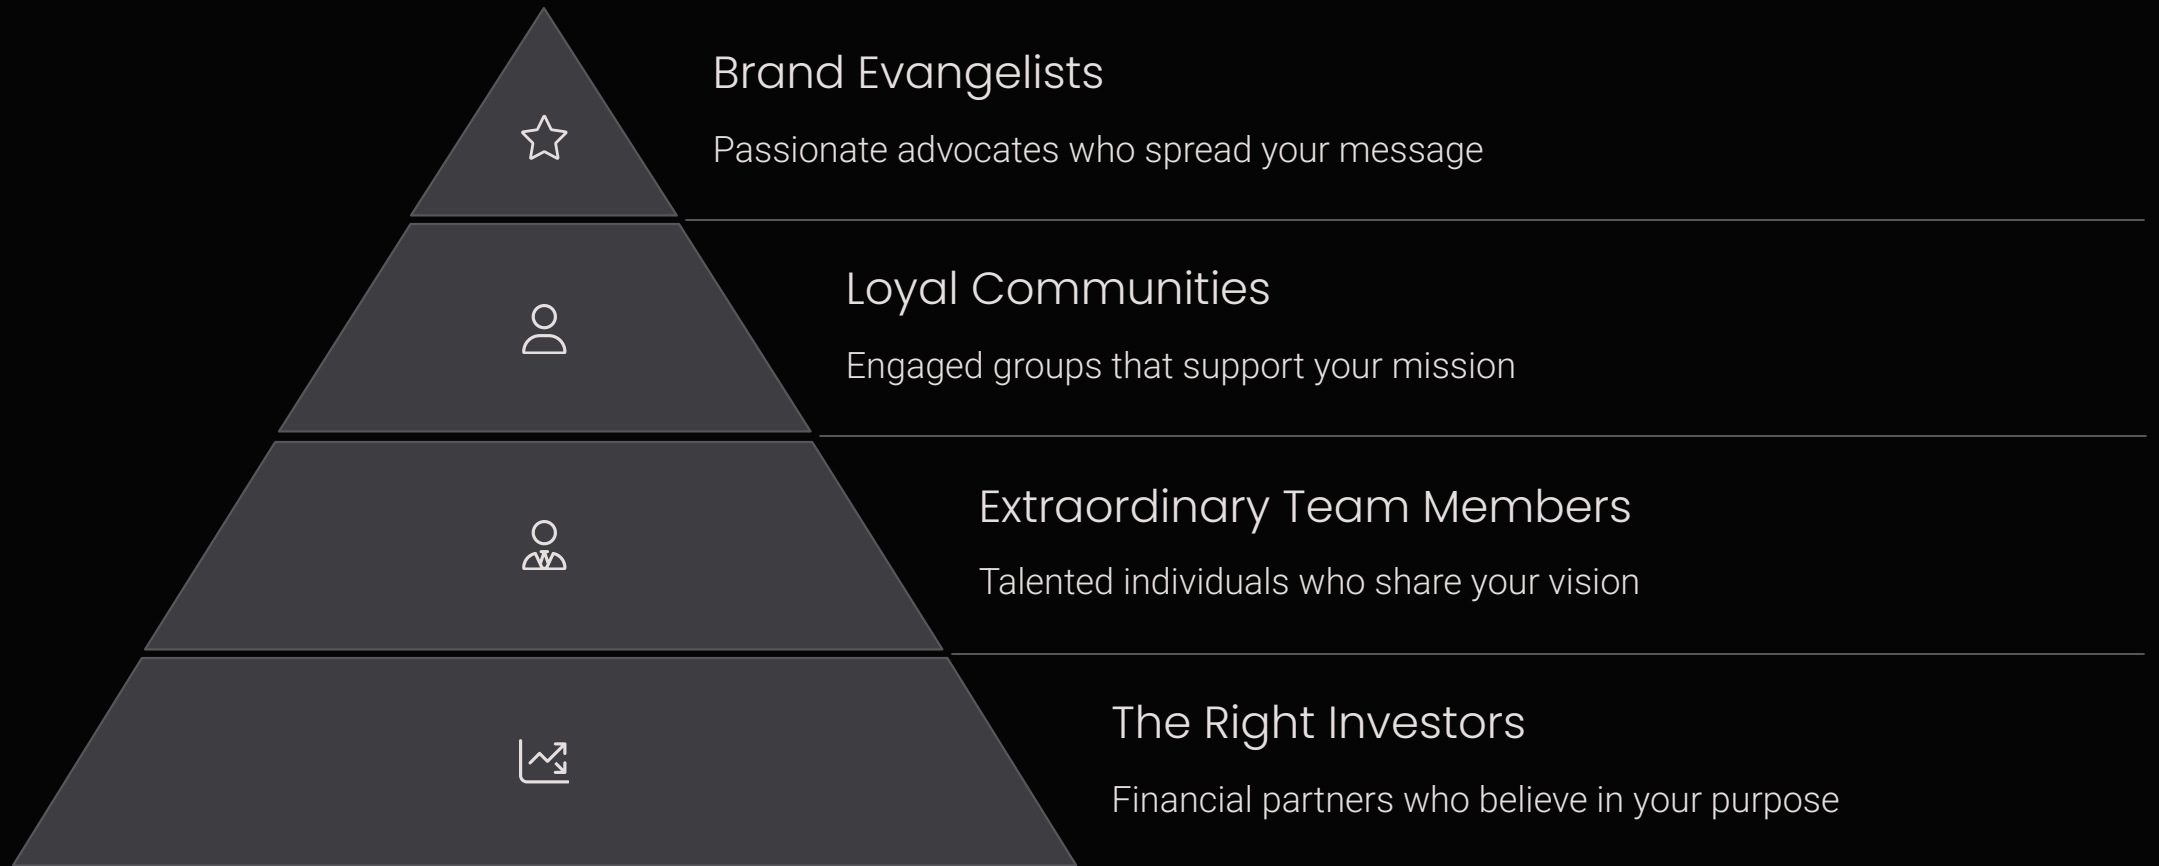 Brand Evangelists
Passionate advocates who spread your message
Loyal Communities
Engaged groups that support your mission
Extraordinary Team Members
Talented individuals who share your vision
The Right Investors
Financial partners who believe in your purpose